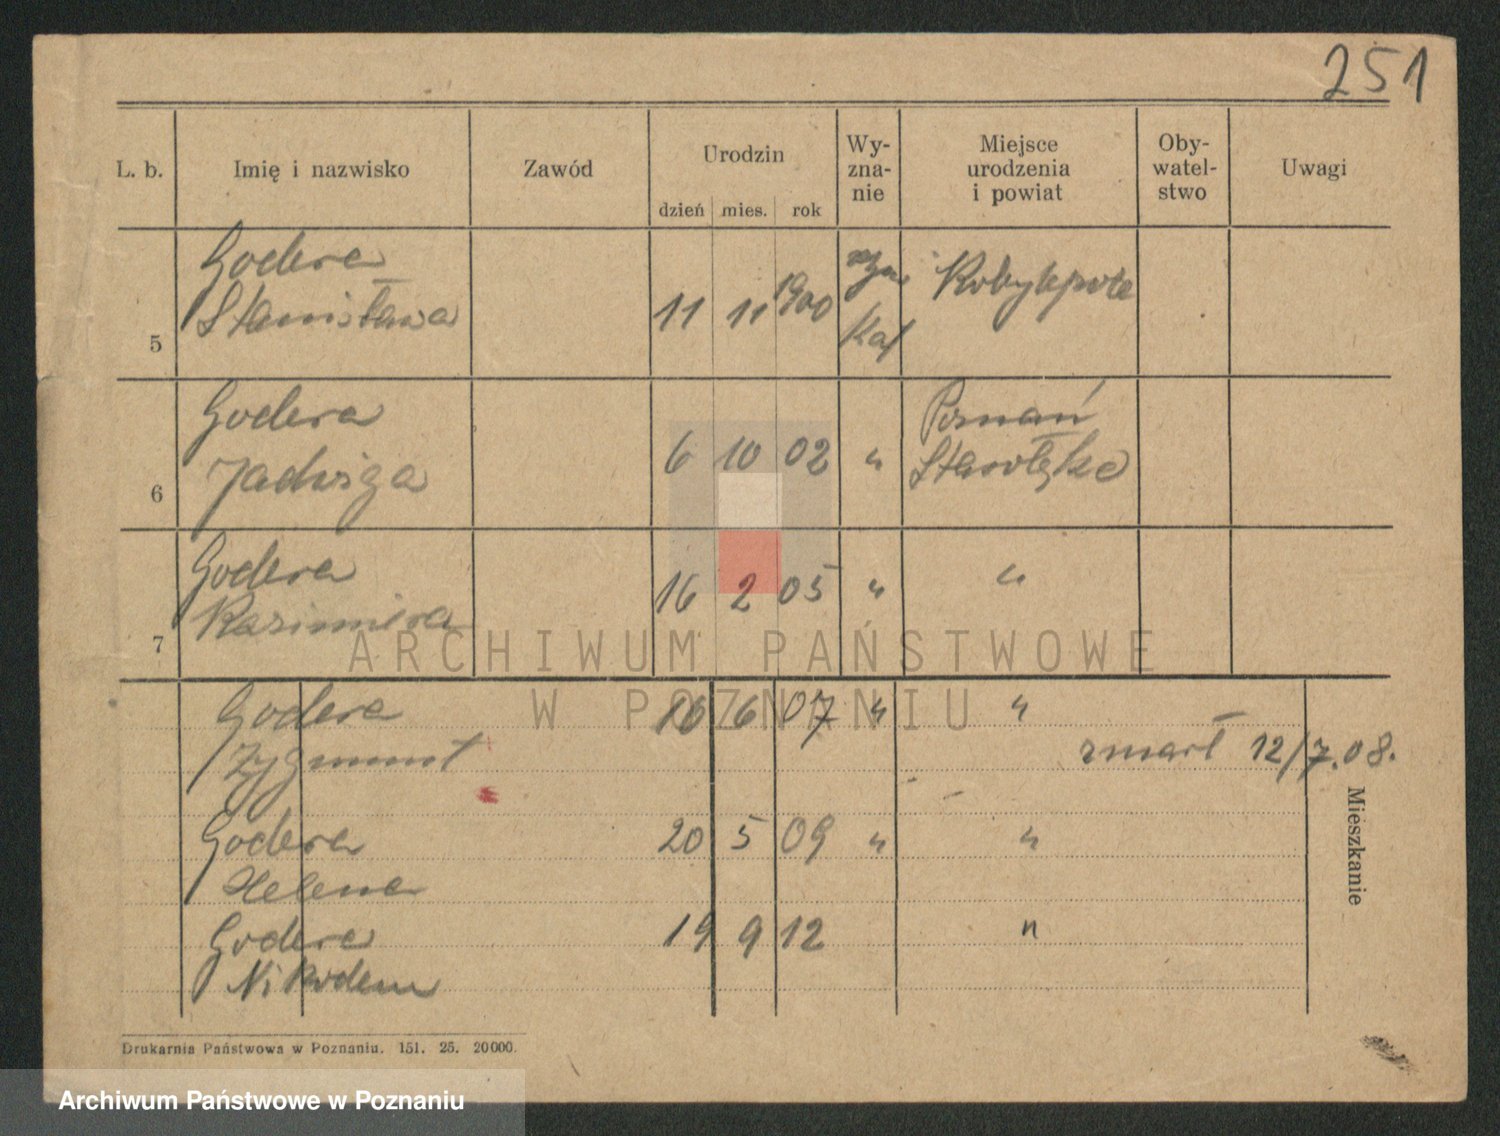 251
L. b.
Imię i nazwisko
Zawód
Urodzin
dzień mies. rok
Wy-
zna-
nie
Miejsce
urodzenia
i powiat
Oby-
watel-
stwo
Uwagi
5
Godera
Stanisława
11 11 1900
rzym
Kat
Kobylepole
6
Godera
Jadwiga
6 10 02 "
Poznań
Starołęka
7
Godera
Kazimiera
16 2 05 " "
Godera
Zygmunt
16 6 07 " "
zmarł 12/7.08.
Godera
Helena
20 5 09 " "
Godera
Nikodem
19 9 12 "
Mieszkanie
ARCHIWUM PAŃSTWOWE
W POZNANIU
Drukarnia Państwowa w Poznaniu. 151. 25. 20000.
Archiwum Państwowe w Poznaniu